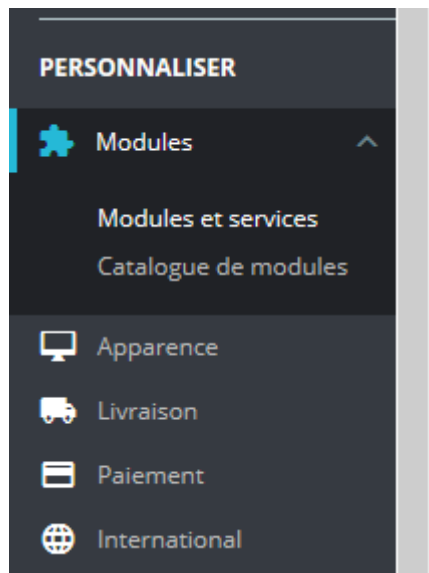 PERSONNALISER
Modules
Modules et services
Catalogue de modules
Apparence
Livraison
Paiement
International